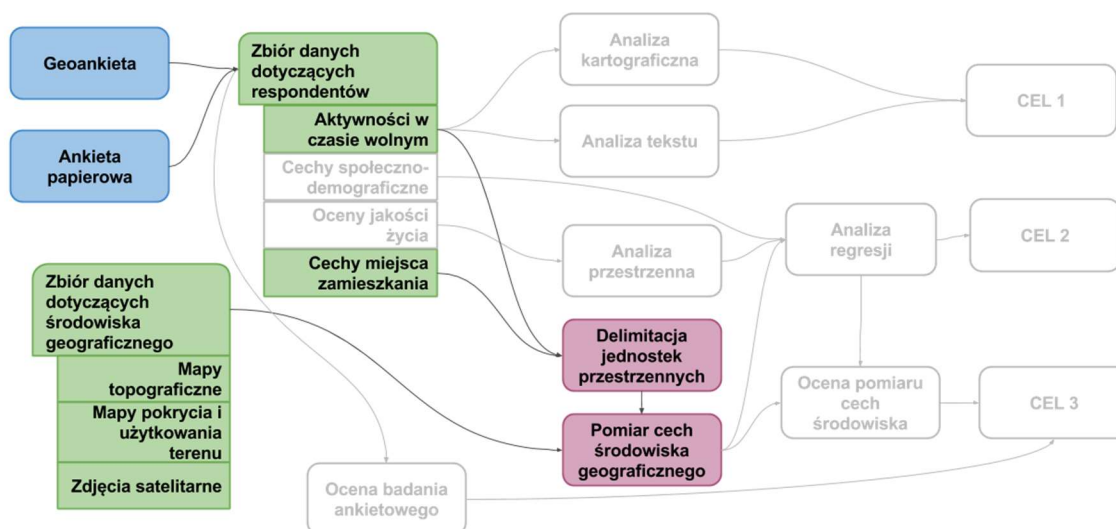 Geoankieta
Ankieta
papierowa
Zbiór danych
dotyczących
respondentów
Aktywności w
czasie wolnym
Cechy społeczno-
demograficzne
Oceny jakości
życia
Cechy miejsca
zamieszkania
Zbiór danych
dotyczących
środowiska
geograficznego
Mapy
topograficzne
Mapy pokrycia i
użytkowania
terenu
Zdjęcia satelitarne
Analiza
kartograficzna
Analiza tekstu
Analiza
przestrzenna
Delimitacja
jednostek
przestrzennych
Pomiar cech
środowiska
geograficznego
Ocena badania
ankietowego
Analiza
regresji
Ocena pomiaru
cech
środowiska
CEL 1
CEL 2
CEL 3